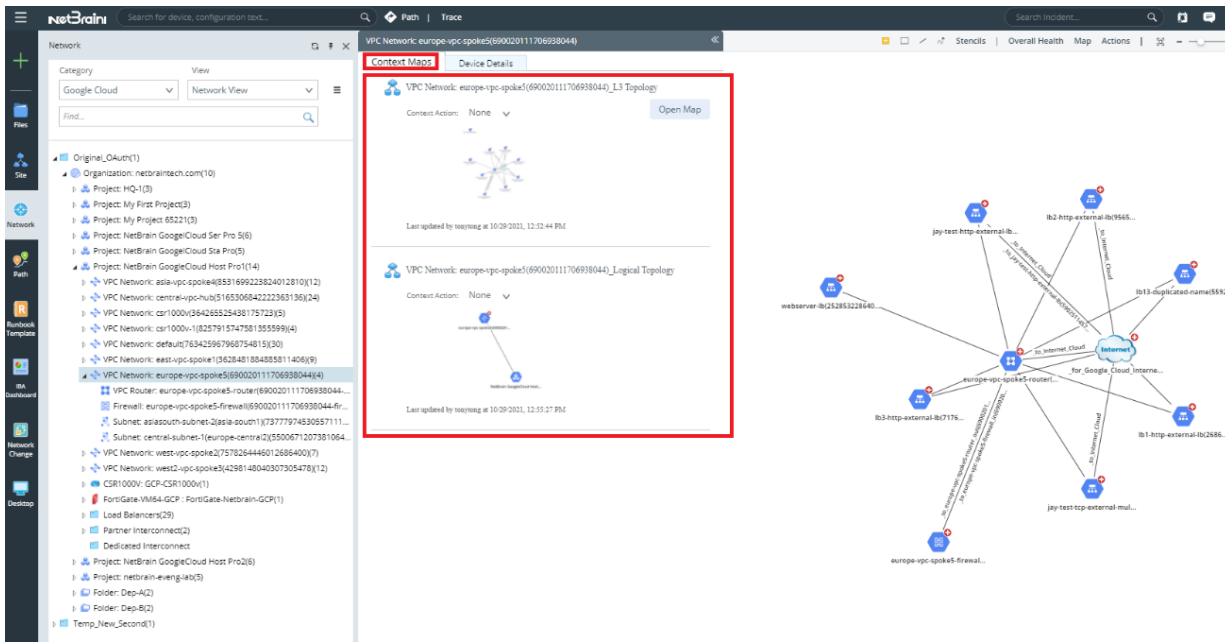 NetBrain
Search for device, configuration text...
Path | Trace
Search Incident...
Files
Site
Network
Path
Runbook
Template
IBA
Dashboard
Network
Change
Desktop
Network
Category
View
Google Cloud
Network View
Find...
Original_OAuth(1)
Organization: netbraintech.com(10)
Project: HQ-1(3)
Project: My First Project(3)
Project: My Project 65221(3)
Project: NetBrain GoogelCloud Ser Pro 5(6)
Project: NetBrain GoogelCloud Sta Pro(5)
Project: NetBrain GoogleCloud Host Pro1(14)
VPC Network: asia-vpc-spoke4(8531699223824012810)(12)
VPC Network: central-vpc-hub(5165306842222363136)(24)
VPC Network: csr1000v(364265525438175723)(5)
VPC Network: csr1000v-1(8257915747581355599)(4)
VPC Network: default(763425967968754815)(30)
VPC Network: east-vpc-spoke1(3628481884885811406)(9)
VPC Network: europe-vpc-spoke5(690020111706938044)(4)
VPC Router: europe-vpc-spoke5-router(690020111706938044-...
Firewall: europe-vpc-spoke5-firewall(690020111706938044-fir...
Subnet: asiasouth-subnet-2(asia-south1)(737779745305571 11...
Subnet: central-subnet-1(europe-central2)(5500671207381064...
VPC Network: west-vpc-spoke2(7578264446012686400)(7)
VPC Network: west2-vpc-spoke3(4298148040307305478)(12)
CSR1000V: GCP-CSR1000v(1)
FortiGate-VM64-GCP : FortiGate-Netbrain-GCP(1)
Load Balancers(29)
Partner Interconnect(2)
Dedicated Interconnect
Project: NetBrain GoogleCloud Host Pro2(6)
Project: netbrain-eveng-lab(5)
Folder: Dep-A(2)
Folder: Dep-B(2)
Temp_New_Second(1)
VPC Network: europe-vpc-spoke5(690020111706938044)
Context Maps
Device Details
VPC Network: europe-vpc-spoke5(690020111706938044)_L3 Topology
Context Action: None
Open Map
Last updated by tonytong at 10/29/2021, 12:52:44 PM
VPC Network: europe-vpc-spoke5(690020111706938044)_Logical Topology
Context Action: None
Last updated by tonytong at 10/29/2021, 12:55:27 PM
Stencils | Overall Health Map Actions |
lb2-http-external-lb(9565...
jay-test-http-external-lb...
lb13-duplicated-name(5592
webserver-lb(252853228640...
_to_Internet_Cloud
_to_Internet_Cloud
_to_Internet_Cloud
Internet
_for_Google_Cloud_Interne...
europe-vpc-spoke5-router(...
lb3-http-external-lb(7176...
lb1-http-external-lb(2686...
_to_Internet_Cloud
jay-test-tcp-external-mul...
europe-vpc-spoke5-firewal...